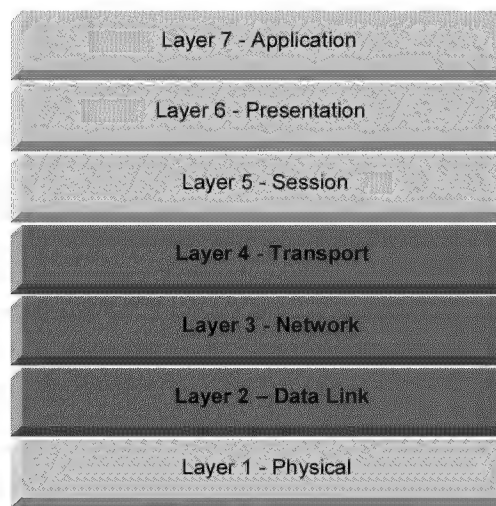 Layer 7 - Application
Layer 6 - Presentation
Layer 5 - Session
Layer 4 - Transport
Layer 3 - Network
Layer 2 – Data Link
Layer 1 - Physical